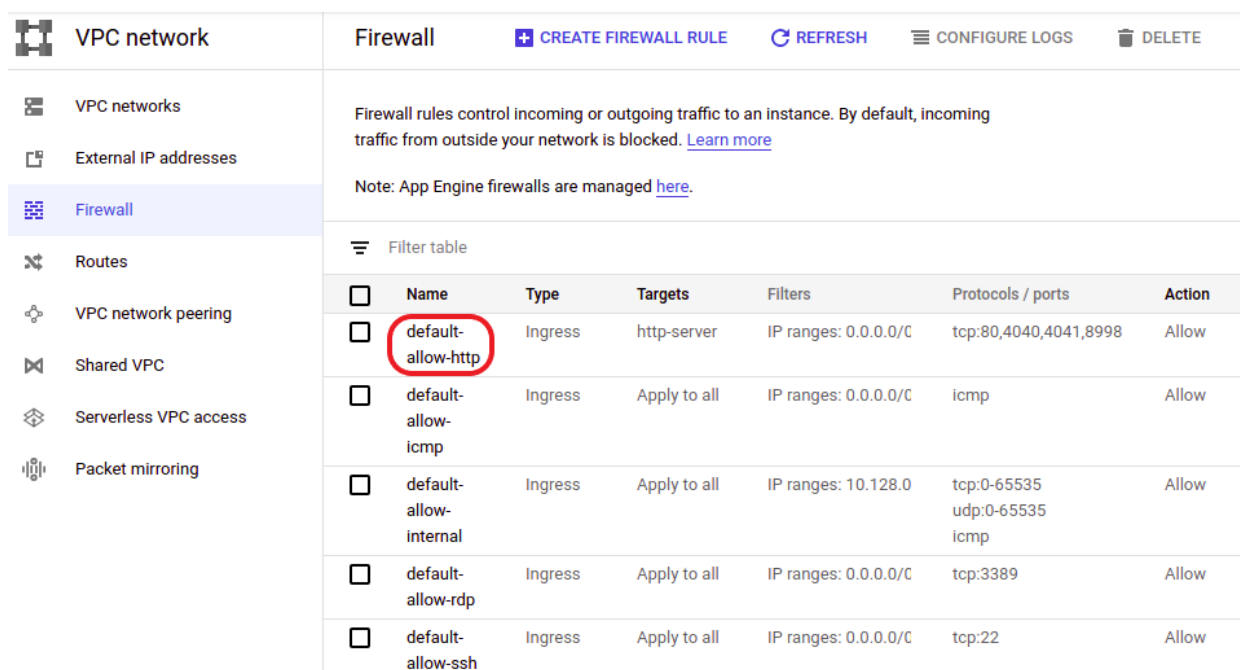 VPC network
Firewall
CREATE FIREWALL RULE
REFRESH
CONFIGURE LOGS
DELETE
VPC networks
External IP addresses
Firewall
Routes
VPC network peering
Shared VPC
Serverless VPC access
Packet mirroring
Firewall rules control incoming or outgoing traffic to an instance. By default, incoming
traffic from outside your network is blocked. Learn more
Note: App Engine firewalls are managed here.
Filter table
Name Type Targets Filters Protocols / ports Action
default- Ingress http-server IP ranges: 0.0.0.0/0 tcp:80,4040,4041,8998 Allow
allow-http
default- Ingress Apply to all IP ranges: 0.0.0.0/0 icmp Allow
allow-
icmp
default- Ingress Apply to all IP ranges: 10.128.0 tcp:0-65535 Allow
allow- udp:0-65535
internal icmp
default- Ingress Apply to all IP ranges: 0.0.0.0/0 tcp:3389 Allow
allow-rdp
default- Ingress Apply to all IP ranges: 0.0.0.0/0 tcp:22 Allow
allow-ssh